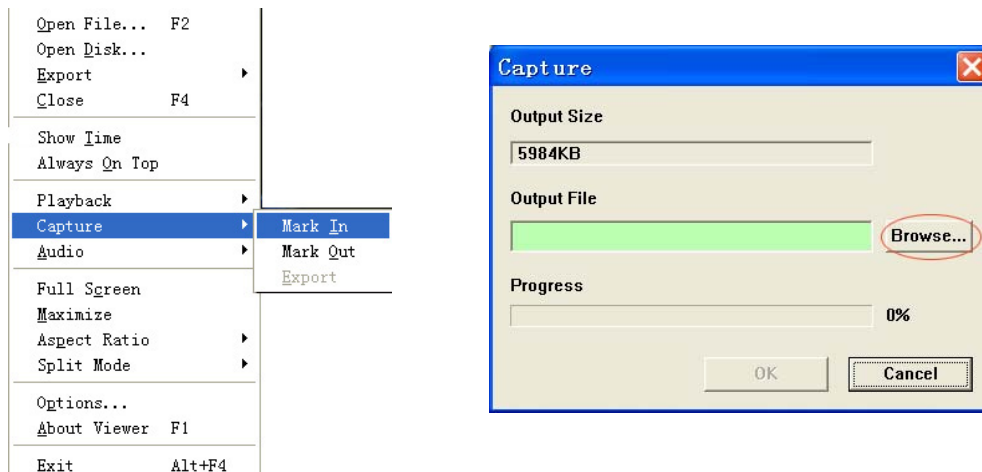 Open File... F2
Open Disk...
Export
Close F4
Show Time
Always On Top
Playback
Capture
Audio
Full Screen
Maximize
Aspect Ratio
Split Mode
Options...
About Viewer F1
Exit Alt+F4
Mark In
Mark Out
Export
Capture
Output Size
5984KB
Output File
Browse...
Progress
0%
OK Cancel